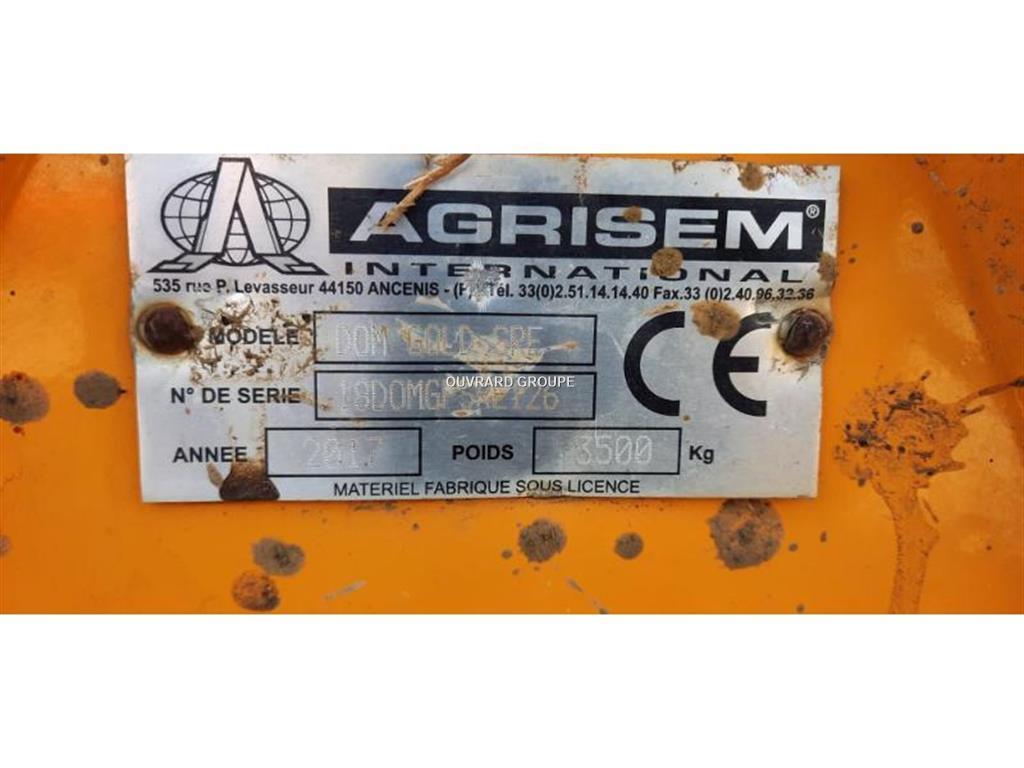 AGRISEM®
INTERNATIONAL
535 rue P. Levasseur 44150 ANCENIS - (F) Tél. 33(0)2.51.14.14.40 Fax.33 (0)2.40.96.32.36
MODELE DOM GOLD
OUVRARD GROUPE
N° DE SERIE
ANNEE 2017 POIDS 3500 Kg
MATERIEL FABRIQUE SOUS LICENCE
CE